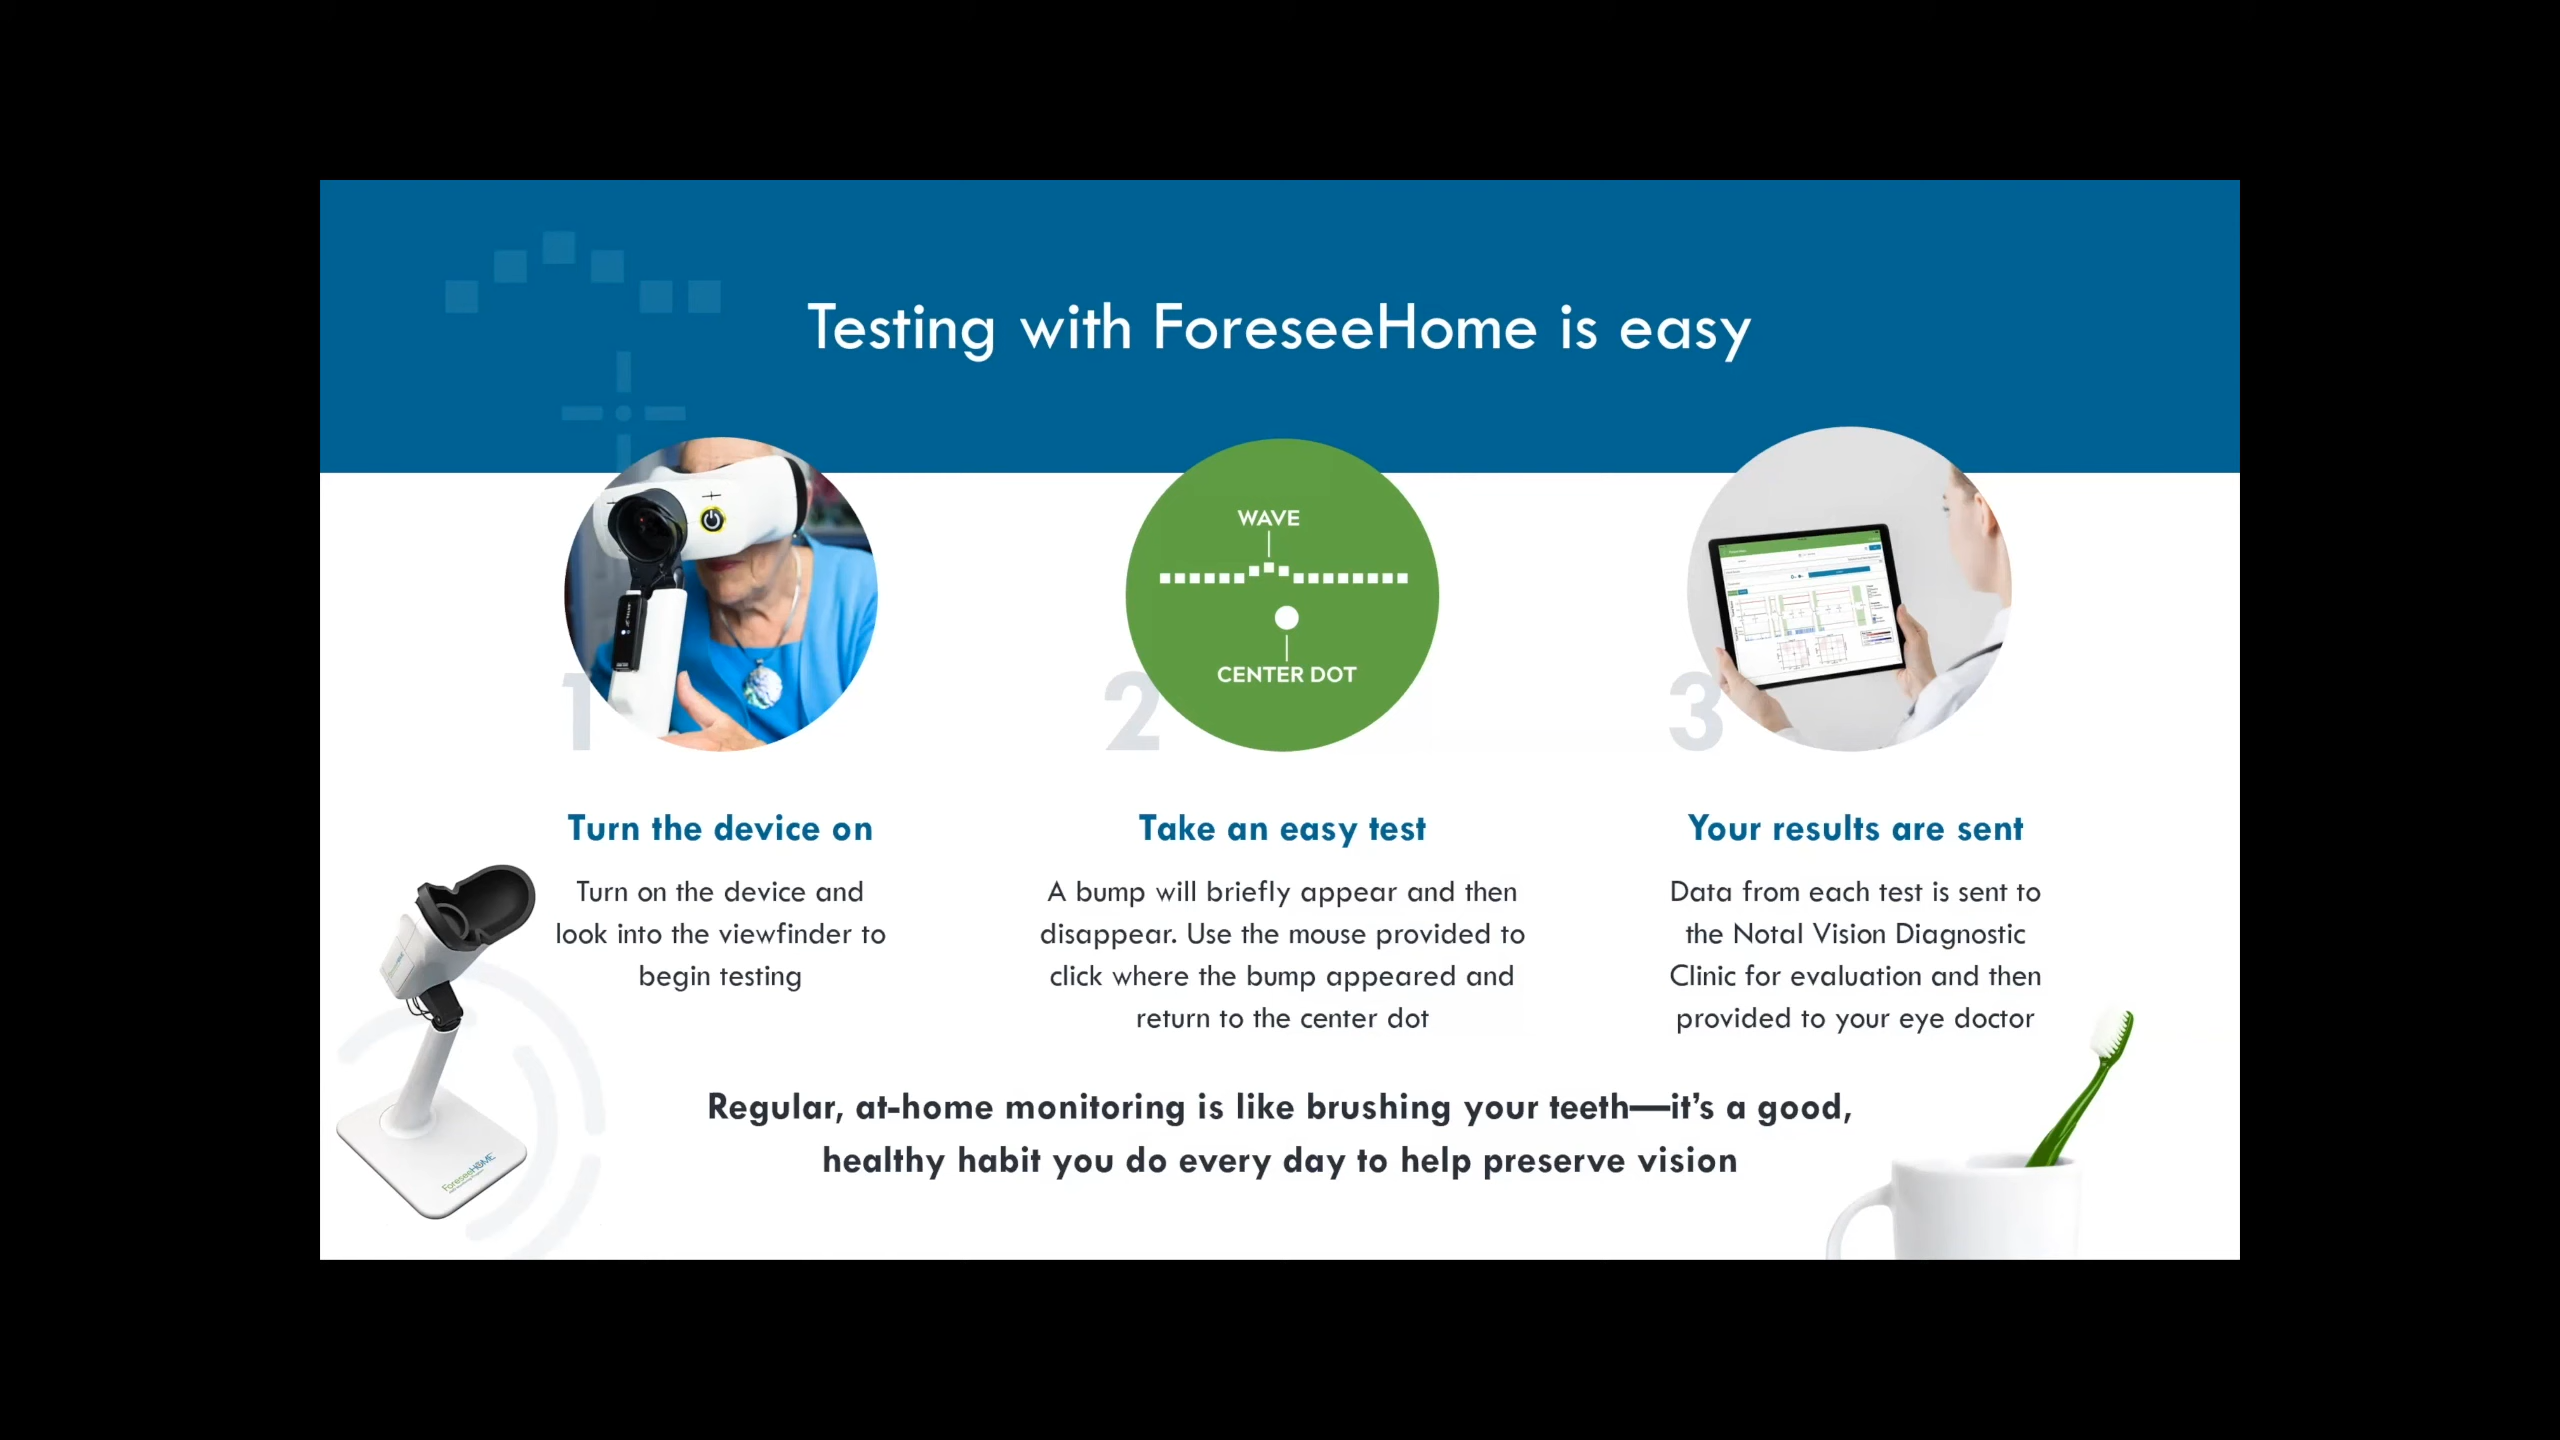 Testing with ForeseeHome is easy
WAVE
CENTER DOT
1
2
3
Turn the device on
Turn on the device and
look into the viewfinder to
begin testing
Take an easy test
A bump will briefly appear and then
disappear. Use the mouse provided to
click where the bump appeared and
return to the center dot
Your results are sent
Data from each test is sent to
the Notal Vision Diagnostic
Clinic for evaluation and then
provided to your eye doctor
Regular, at-home monitoring is like brushing your teeth—it’s a good,
healthy habit you do every day to help preserve vision
ForeseeHOME